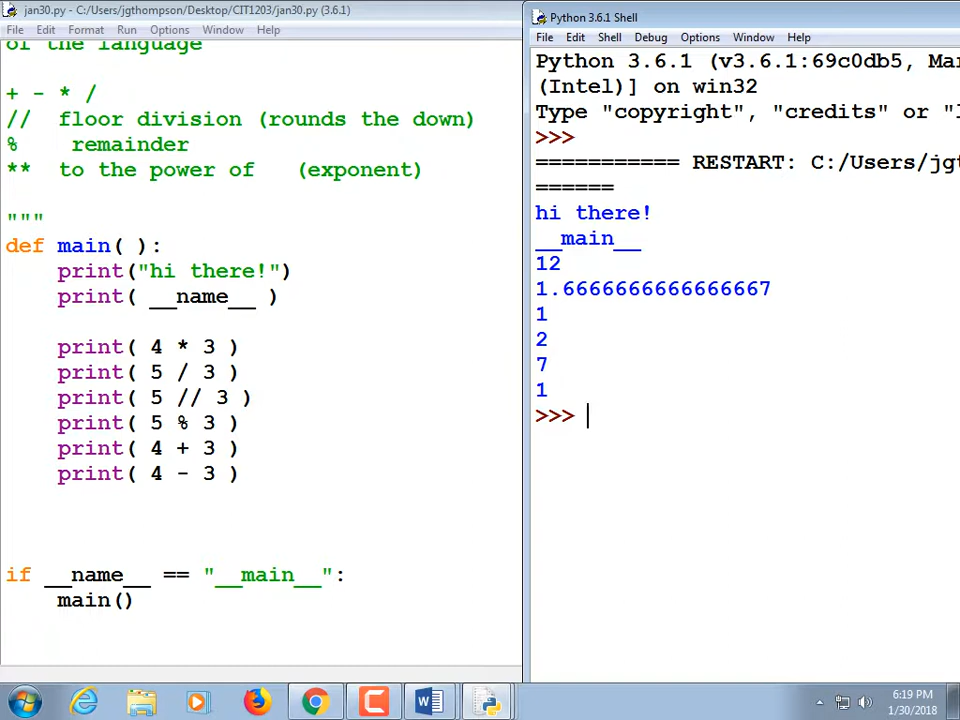 jan30.py - C:/Users/jgthompson/Desktop/CIT1203/jan30.py (3.6.1)
File Edit Format Run Options Window Help
of the language
+ - * /
// floor division (rounds the down)
% remainder
** to the power of (exponent)
"""
def main( ):
    print("hi there!")
    print( __name__ )
    print( 4 * 3 )
    print( 5 / 3 )
    print( 5 // 3 )
    print( 5 % 3 )
    print( 4 + 3 )
    print( 4 - 3 )
if __name__ == "__main__":
    main()
Python 3.6.1 Shell
File Edit Shell Debug Options Window Help
Python 3.6.1 (v3.6.1:69c0db5, Mar
(Intel)] on win32
Type "copyright", "credits" or "l
>>>
=========== RESTART: C:/Users/jgt
======
hi there!
__main__
12
1.6666666666666667
1
2
7
1
>>>
6:19 PM
1/30/2018